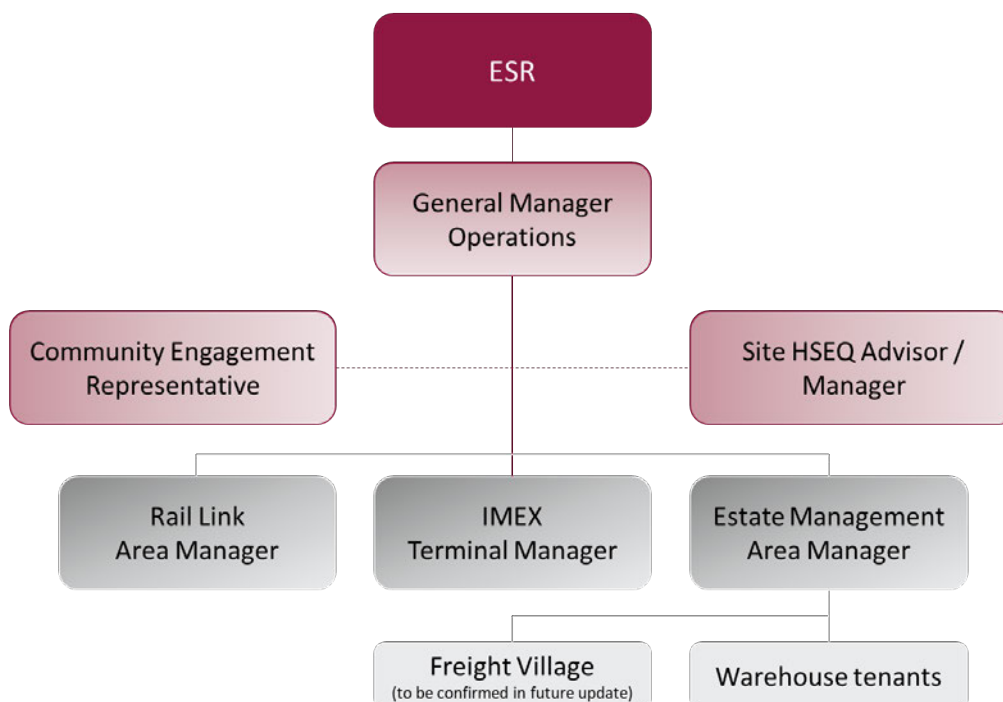 ESR
General Manager
Operations
Community Engagement
Representative
Site HSEQ Advisor /
Manager
Rail Link
Area Manager
IMEX
Terminal Manager
Estate Management
Area Manager
Freight Village
(to be confirmed in future update)
Warehouse tenants